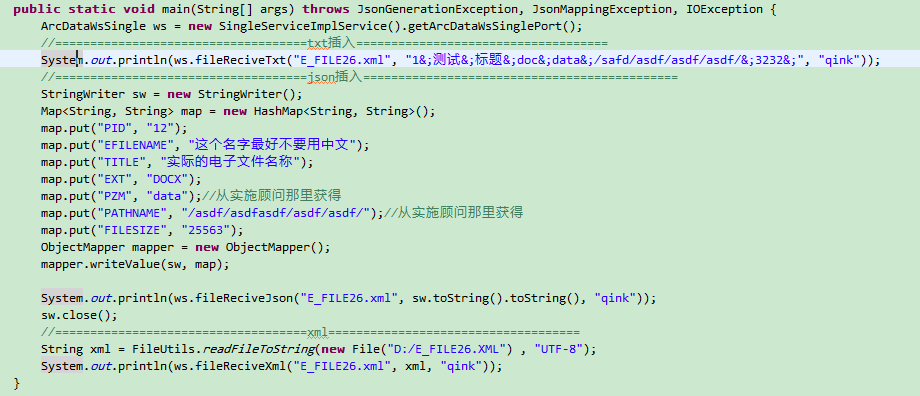 public static void main(String[] args) throws JsonGenerationException, JsonMappingException, IOException {
ArcDataWsSingle ws = new SingleServiceImplService().getArcDataWsSinglePort();
//====================================txt插入====================================
System.out.println(ws.fileReciveTxt("E_FILE26.xml", "1&;测试&;标题&;doc&;data&;/safd/asdf/asdf/asdf/&;3232&;", "qink"));
//====================================json插入=============================================
StringWriter sw = new StringWriter();
Map<String, String> map = new HashMap<String, String>();
map.put("PID", "12");
map.put("EFILENAME", "这个名字最好不要用中文");
map.put("TITLE", "实际的电子文件名称");
map.put("EXT", "DOCX");
map.put("PZM", "data");//从实施顾问那里获得
map.put("PATHNAME", "/asdf/asdfasdf/asdf/asdf/");//从实施顾问那里获得
map.put("FILESIZE", "25563");
ObjectMapper mapper = new ObjectMapper();
mapper.writeValue(sw, map);
System.out.println(ws.fileReciveJson("E_FILE26.xml", sw.toString().toString(), "qink"));
sw.close();
//====================================xml====================================
String xml = FileUtils.readFileToString(new File("D:/E_FILE26.XML") , "UTF-8");
System.out.println(ws.fileReciveXml("E_FILE26.xml", xml, "qink"));
}